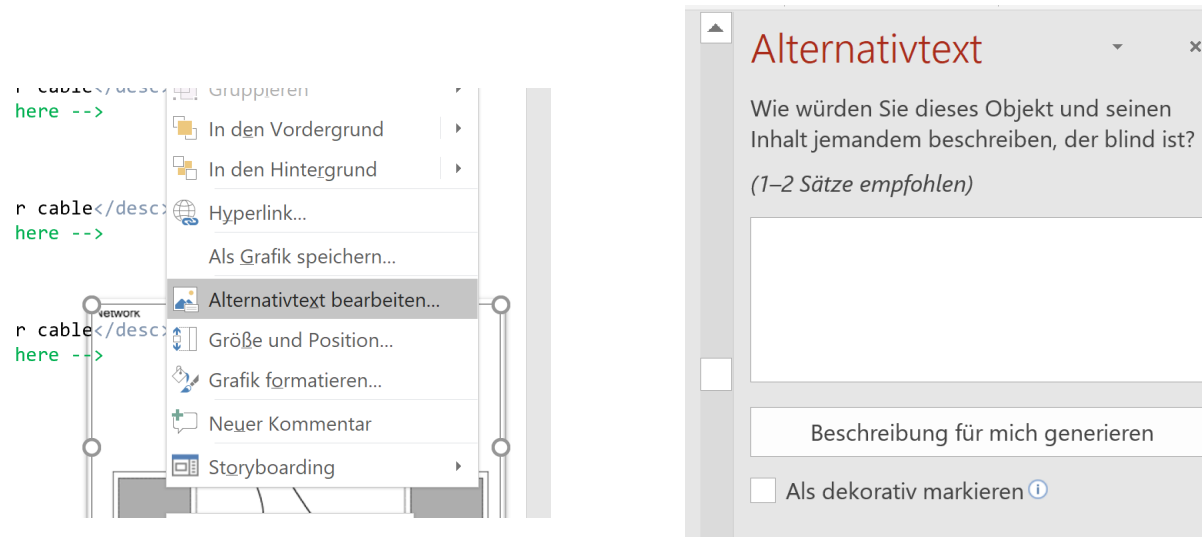 r cable</desc>
here -->
r cable</desc>
here -->
r cable</desc>
here -->
Network
Gruppieren
In den Vordergrund
In den Hintergrund
Hyperlink...
Als Grafik speichern...
Alternativtext bearbeiten...
Größe und Position...
Grafik formatieren...
Neuer Kommentar
Storyboarding
Alternativtext
Wie würden Sie dieses Objekt und seinen
Inhalt jemandem beschreiben, der blind ist?
(1–2 Sätze empfohlen)
Beschreibung für mich generieren
Als dekorativ markieren